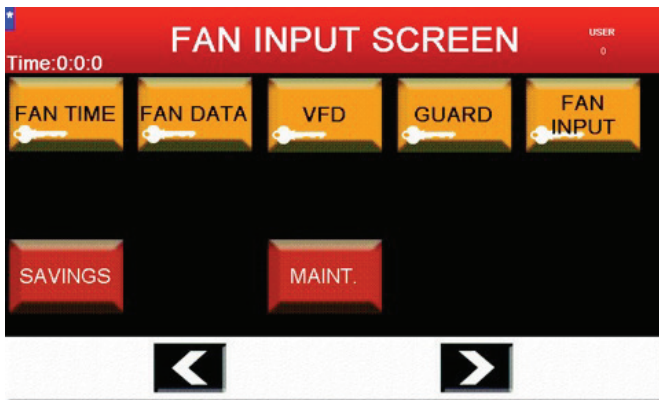 *
FAN INPUT SCREEN
USER
0
Time:0:0:0
FAN TIME
FAN DATA
VFD
GUARD
FAN
INPUT
SAVINGS
MAINT.